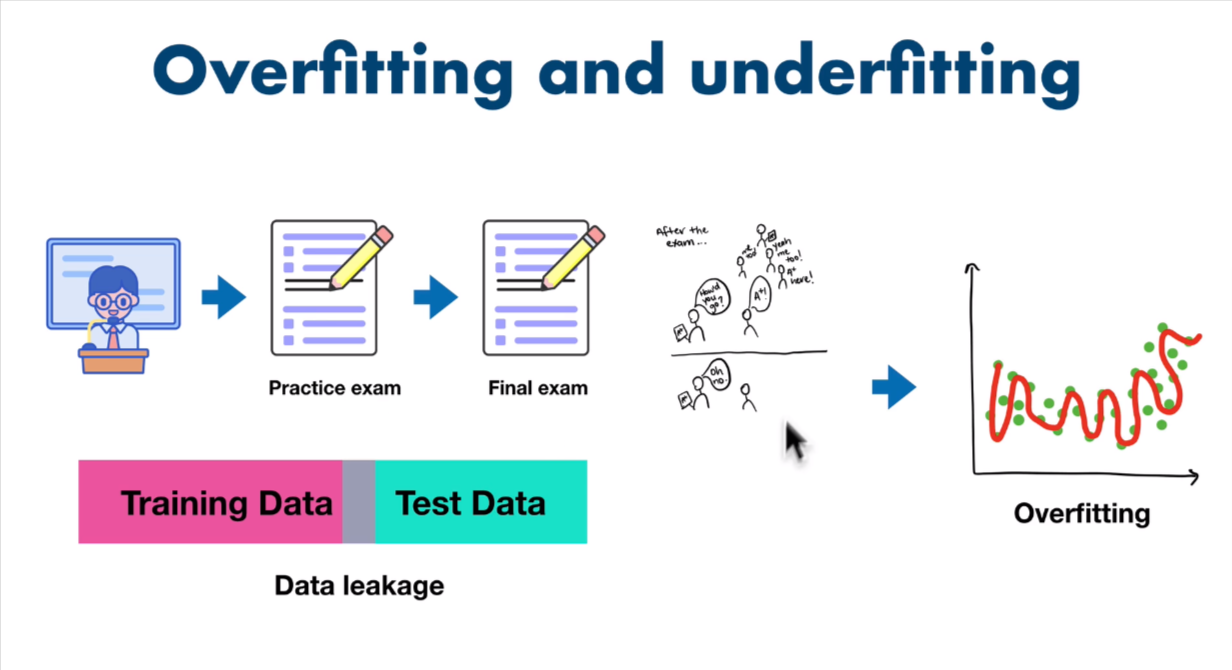 Overfitting and underfitting
After the
exam...
me
too!
yeah
me
too!
A+
here!
How'd
you
go?
A+!
Oh
no!
Practice exam
Final exam
Training Data
Test Data
Data leakage
Overfitting